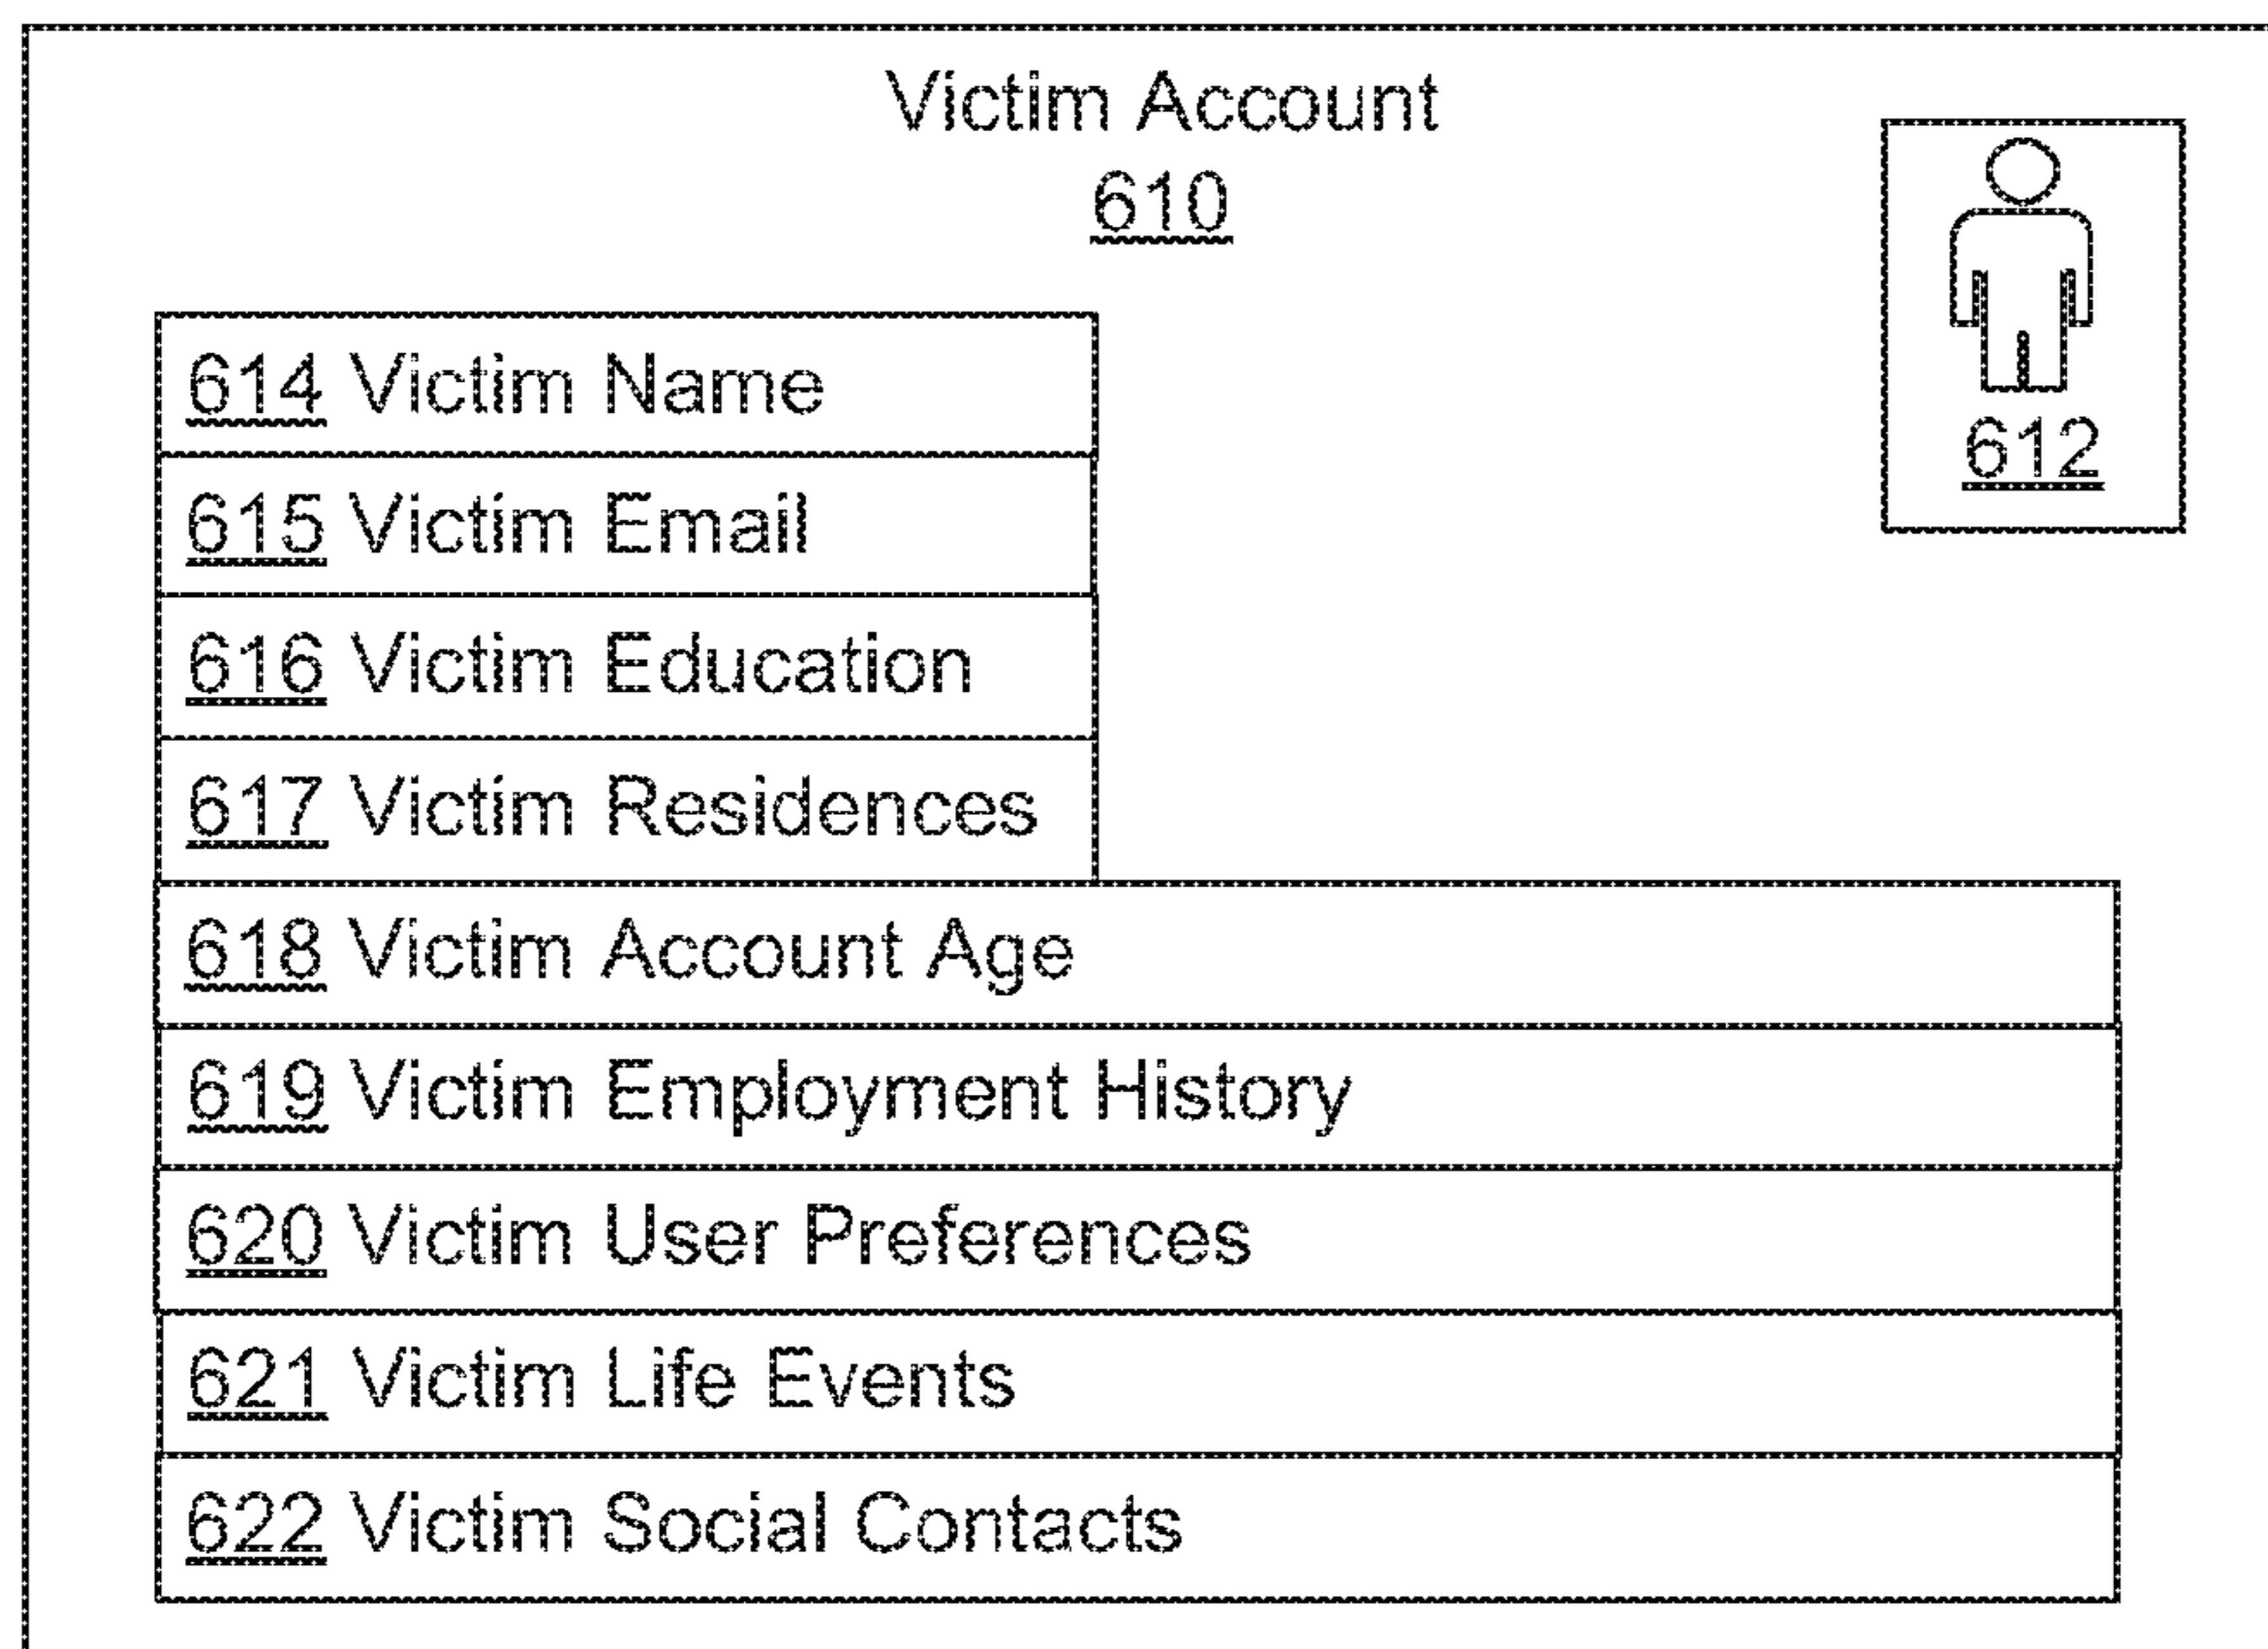 Victim Account
610
612
614 Victim Name
615 Victim Email
616 Victim Education
617 Victim Residences
618 Victim Account Age
619 Victim Employment History
620 Victim User Preferences
621 Victim Life Events
622 Victim Social Contacts